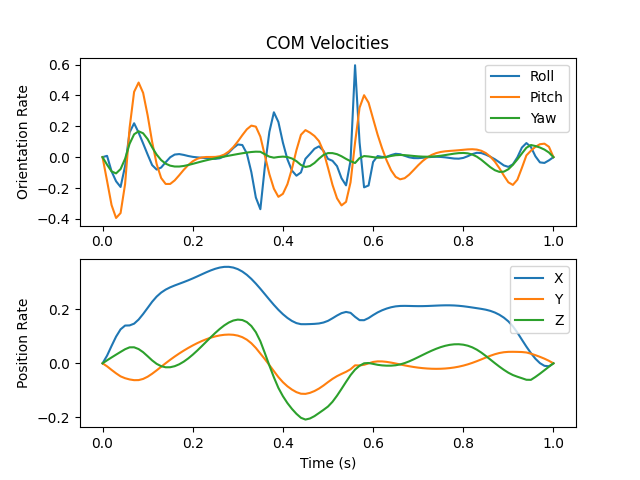 COM Velocities
Orientation Rate
0.6
0.4
0.2
0.0
−0.2
−0.4
Roll
Pitch
Yaw
0.0
0.2
0.4
0.6
0.8
1.0
Position Rate
0.2
0.0
−0.2
X
Y
Z
0.0
0.2
0.4
0.6
0.8
1.0
Time (s)